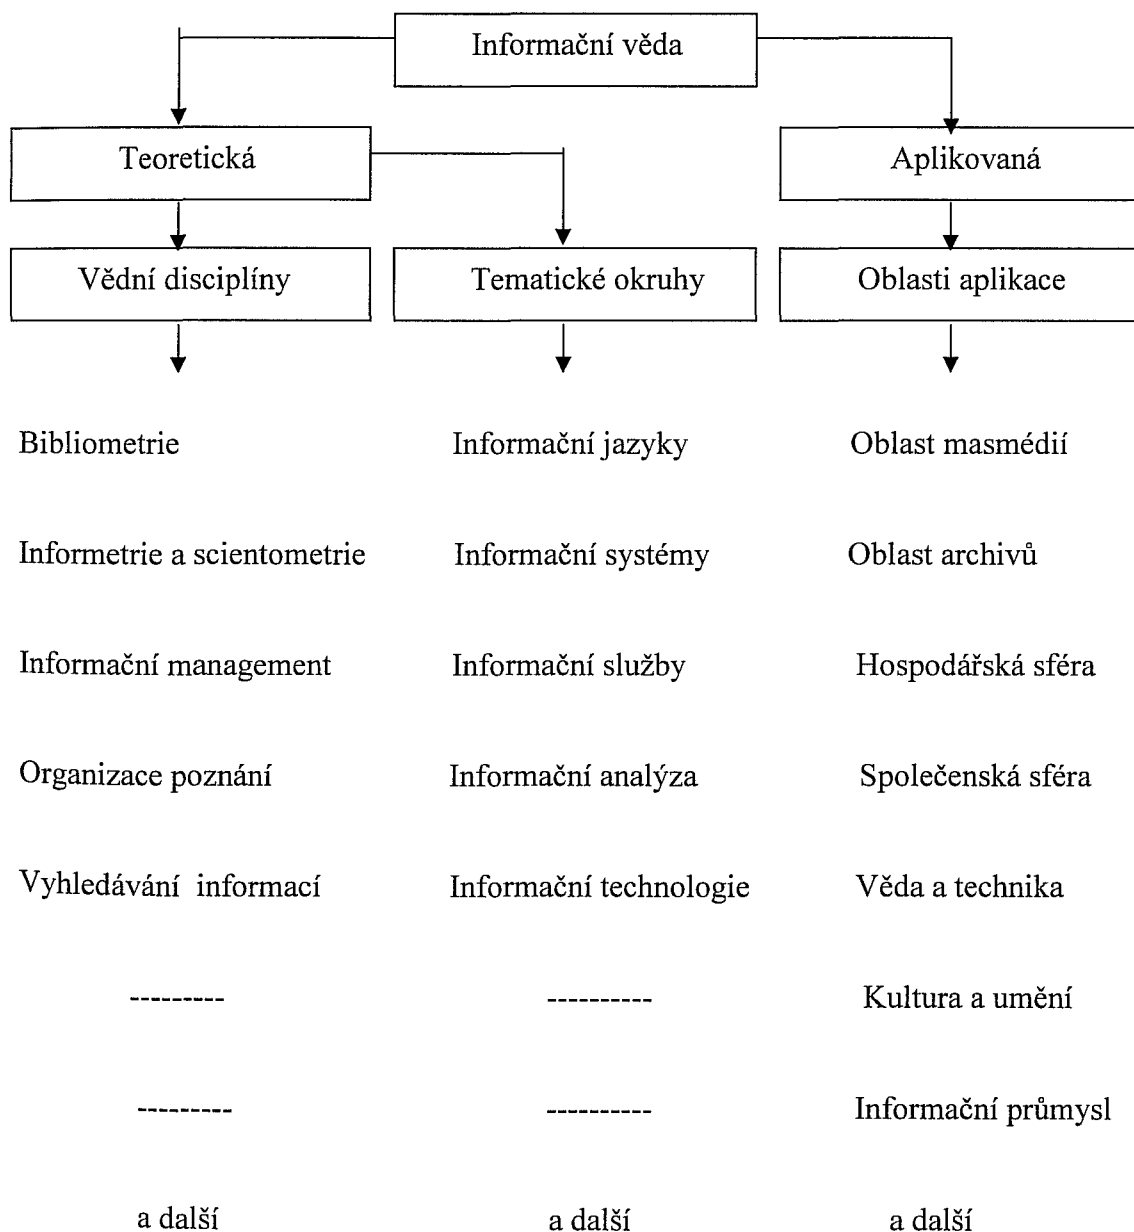 Informační věda
Teoretická
Aplikovaná
Vědní disciplíny
Tematické okruhy
Oblasti aplikace
Bibliometrie
Informační jazyky
Oblast masmédií
Informetrie a scientometrie
Informační systémy
Oblast archivů
Informační management
Informační služby
Hospodářská sféra
Organizace poznání
Informační analýza
Společenská sféra
Vyhledávání informací
Informační technologie
Věda a technika
---------
----------
Kultura a umění
---------
----------
Informační průmysl
a další
a další
a další